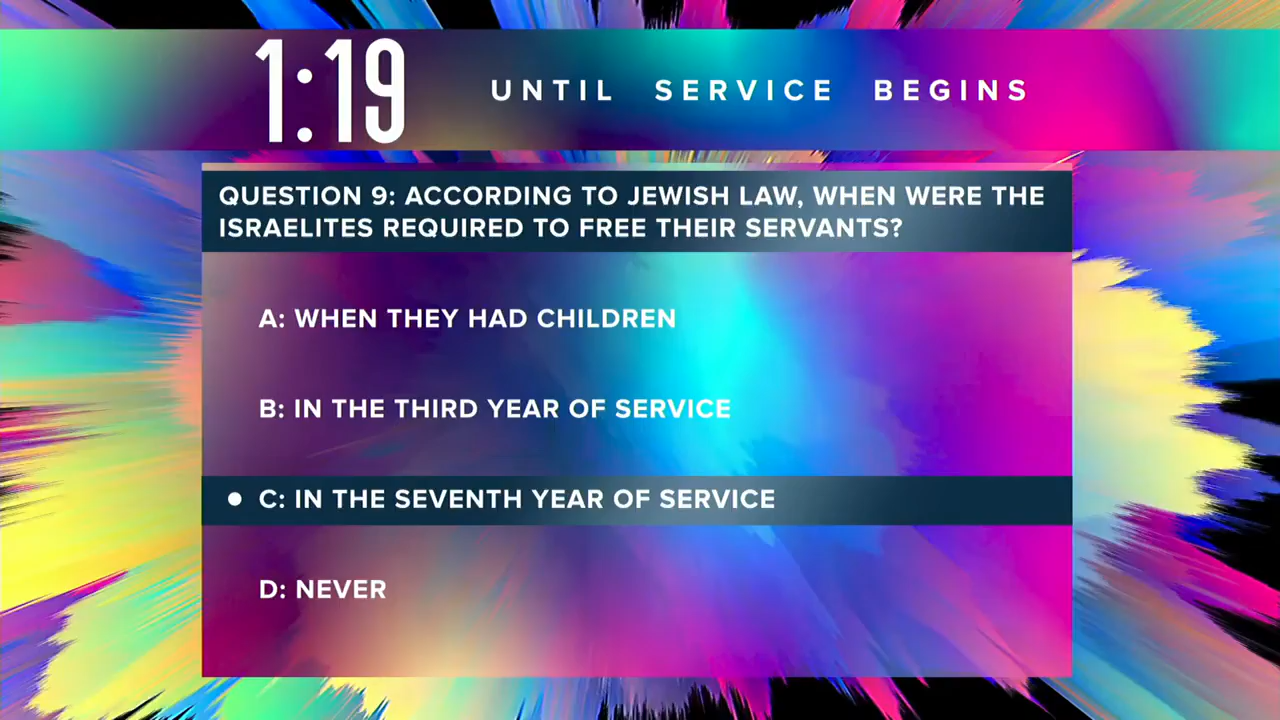 1:19 UNTIL SERVICE BEGINS
QUESTION 9: ACCORDING TO JEWISH LAW, WHEN WERE THE
ISRAELITES REQUIRED TO FREE THEIR SERVANTS?
A: WHEN THEY HAD CHILDREN
B: IN THE THIRD YEAR OF SERVICE
C: IN THE SEVENTH YEAR OF SERVICE
D: NEVER